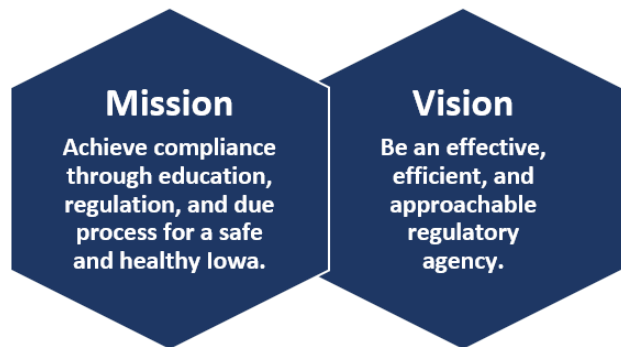 Mission
Achieve compliance
through education,
regulation, and due
process for a safe
and healthy Iowa.
Vision
Be an effective,
efficient, and
approachable
regulatory
agency.